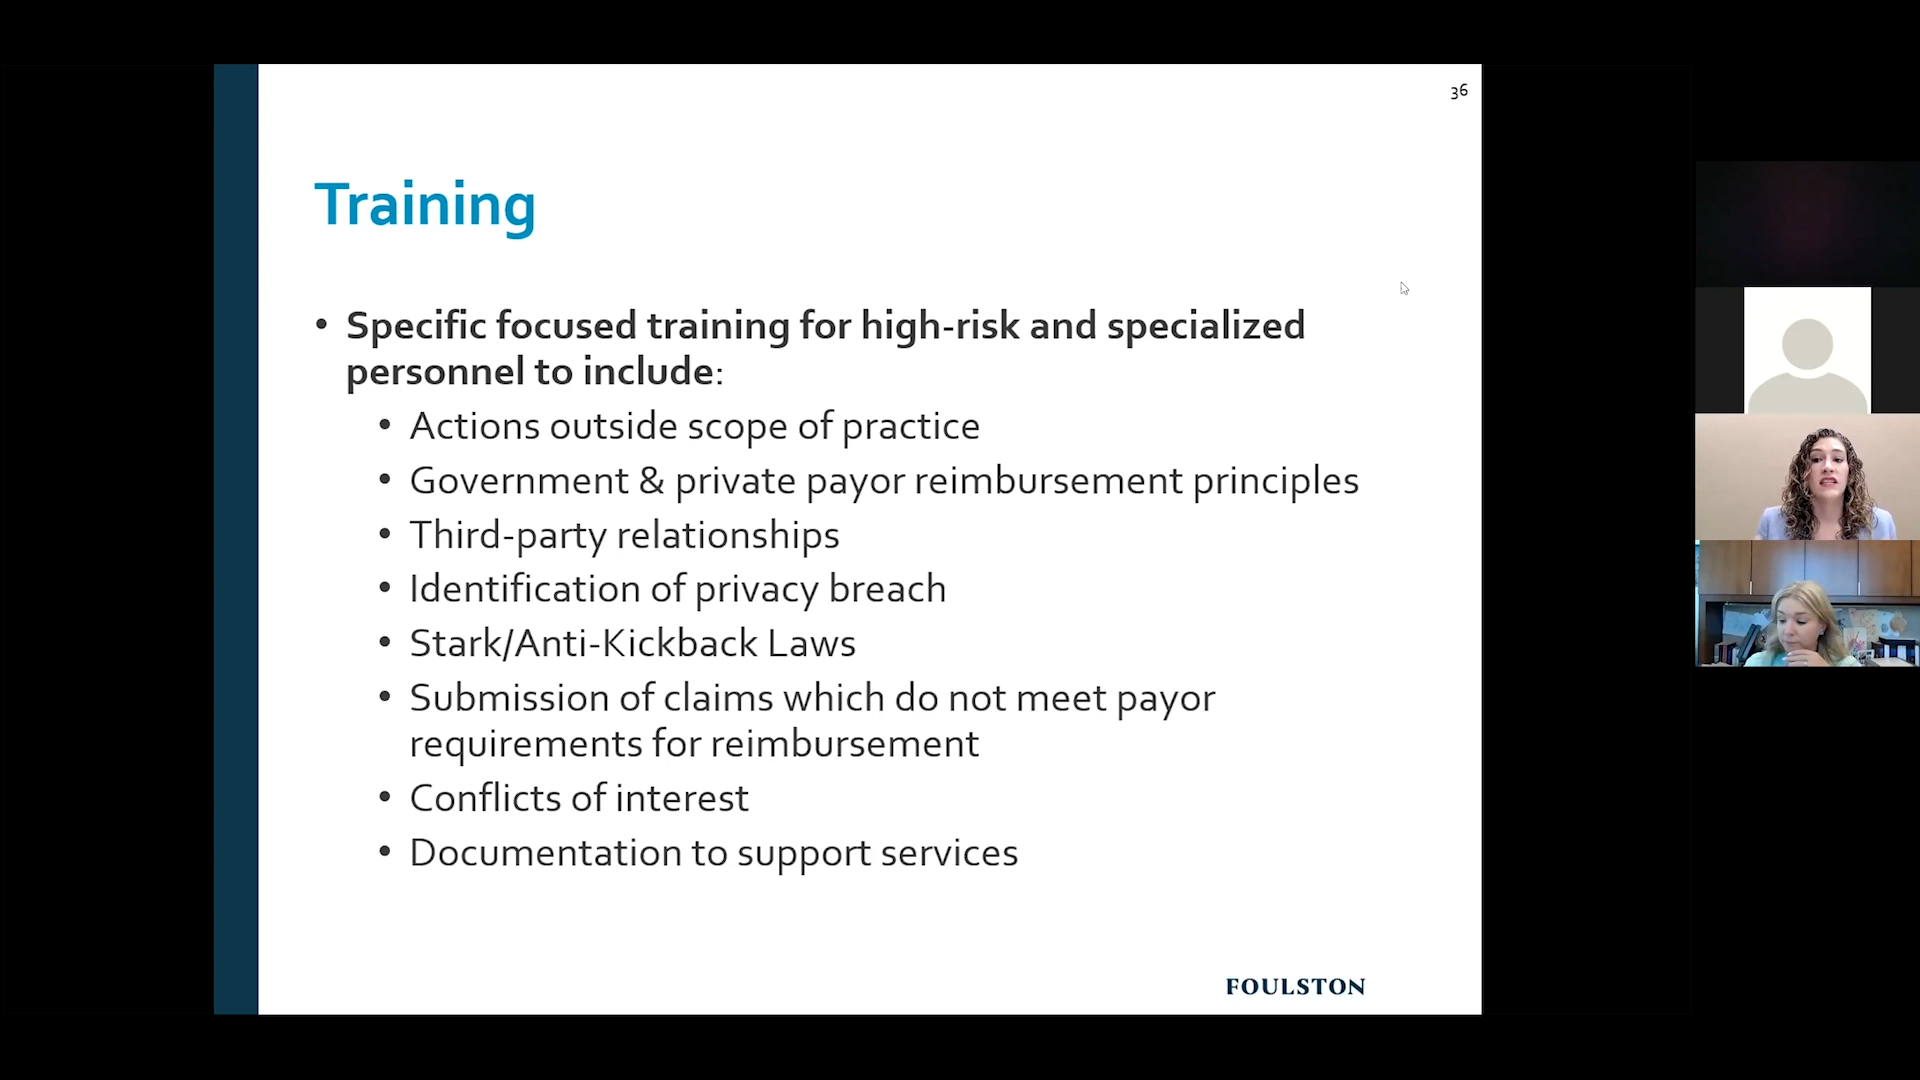 36
Training
• Specific focused training for high-risk and specialized
personnel to include:
• Actions outside scope of practice
• Government & private payor reimbursement principles
• Third-party relationships
• Identification of privacy breach
• Stark/Anti-Kickback Laws
• Submission of claims which do not meet payor
requirements for reimbursement
• Conflicts of interest
• Documentation to support services
FOULSTON